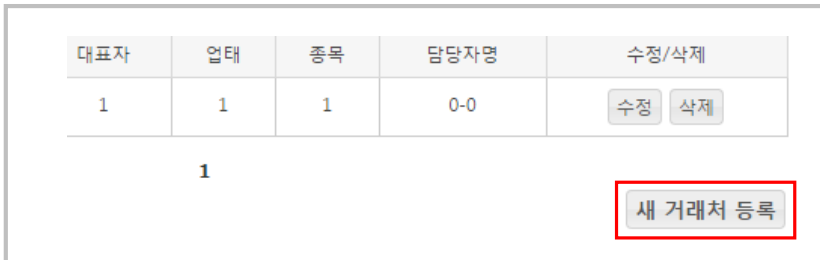 대표자 업태 종목 담당자명 수정/삭제
1 1 1 0-0 수정 삭제
1
새 거래처 등록